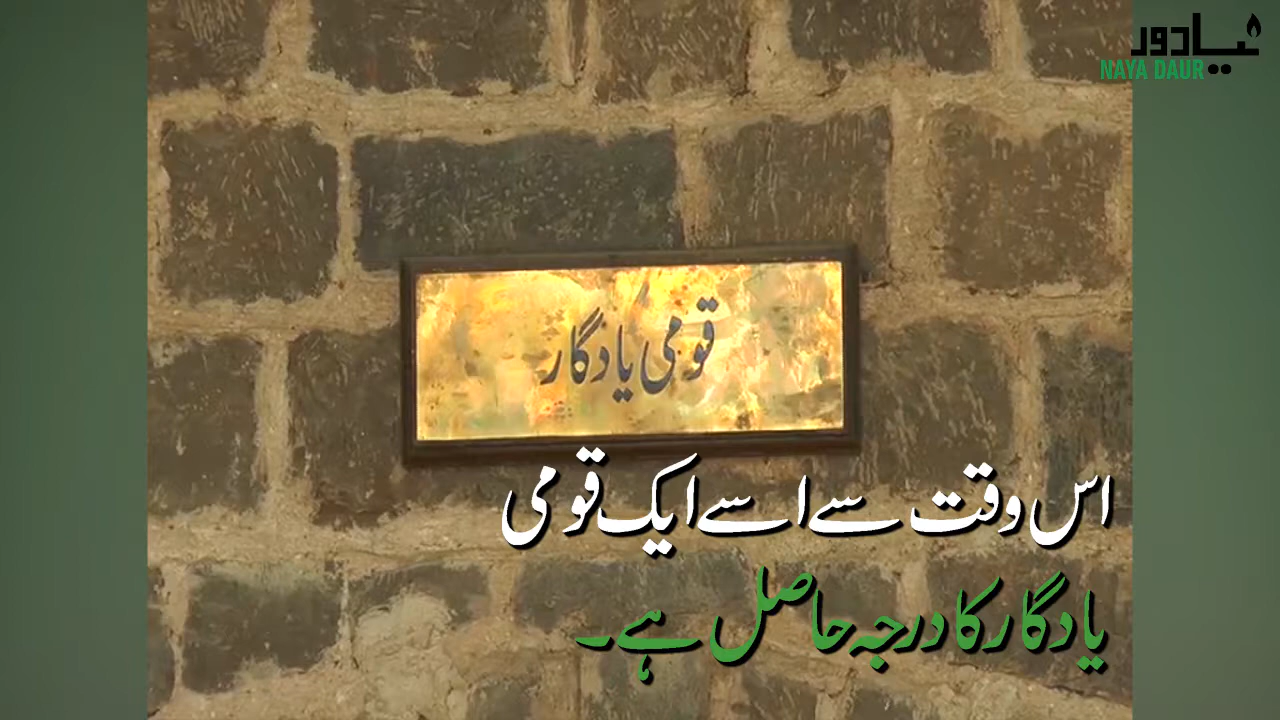 نیا دور
NAYA DAUR
قومی یادگار
اس وقت سے اسے ایک قومی
یادگار کا درجہ حاصل ہے۔